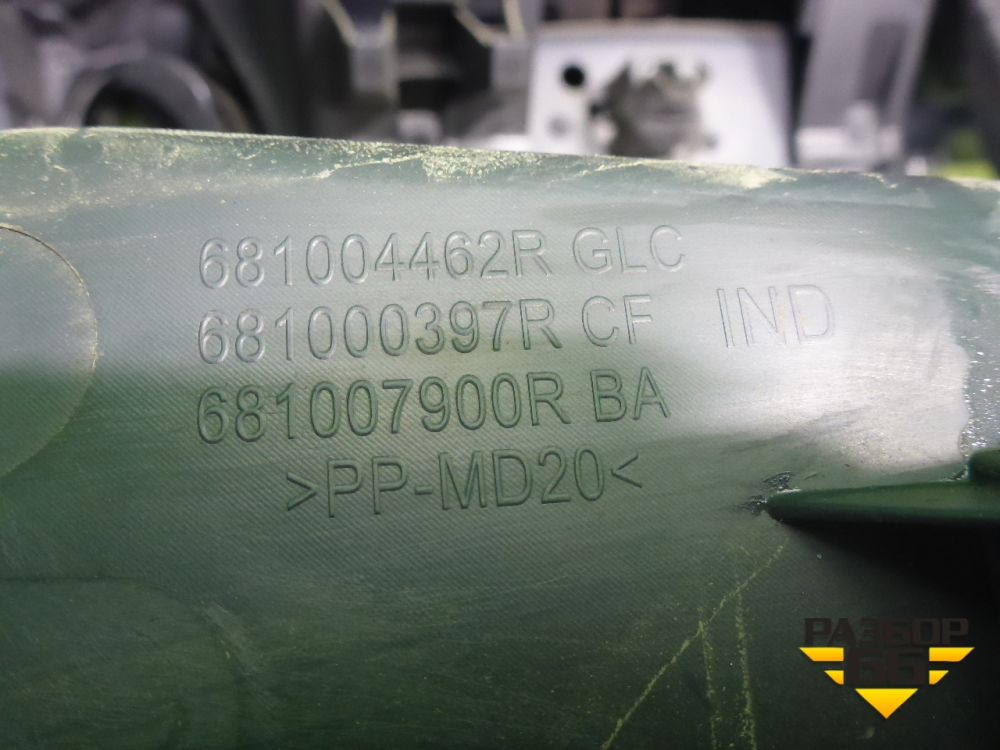 681004462R GLC
681000397R CF IND
681007900R BA
>PP-MD20<
РАЗБОР
66